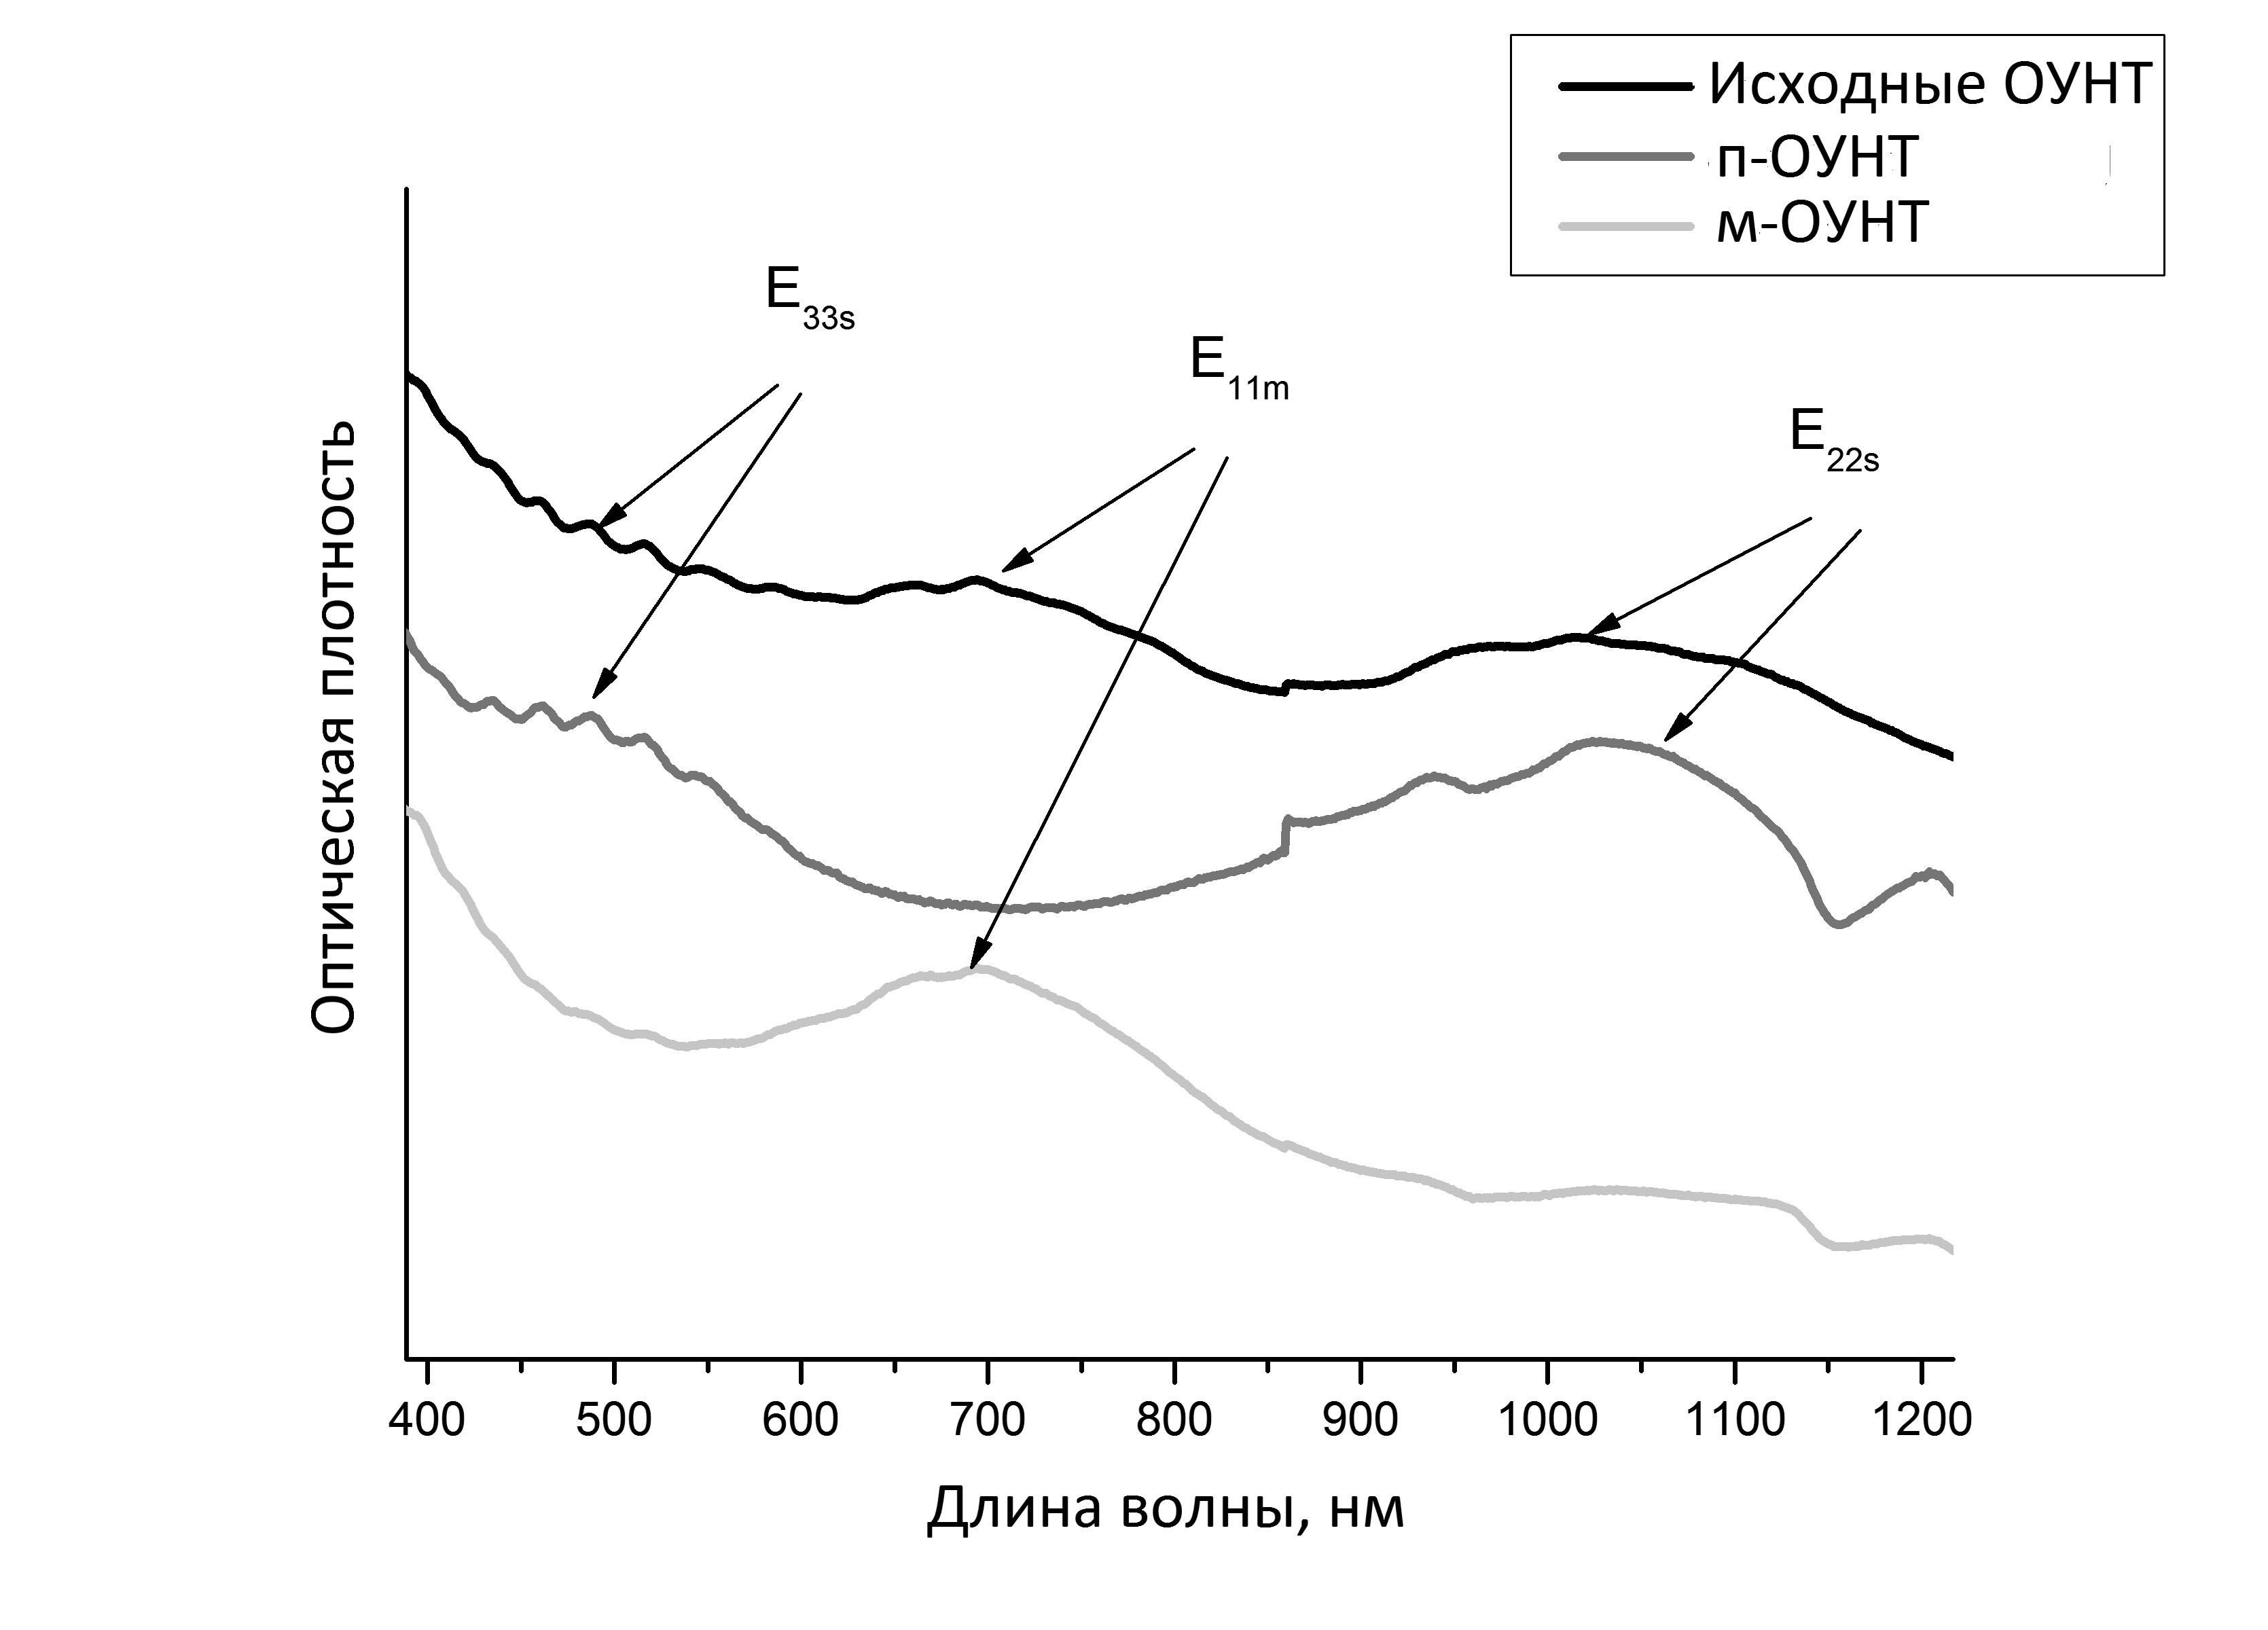 Исходные ОУНТ
п-ОУНТ
м-ОУНТ
E33s
E11m
E22s
Оптическая плотность
400 500 600 700 800 900 1000 1100 1200
Длина волны, нм